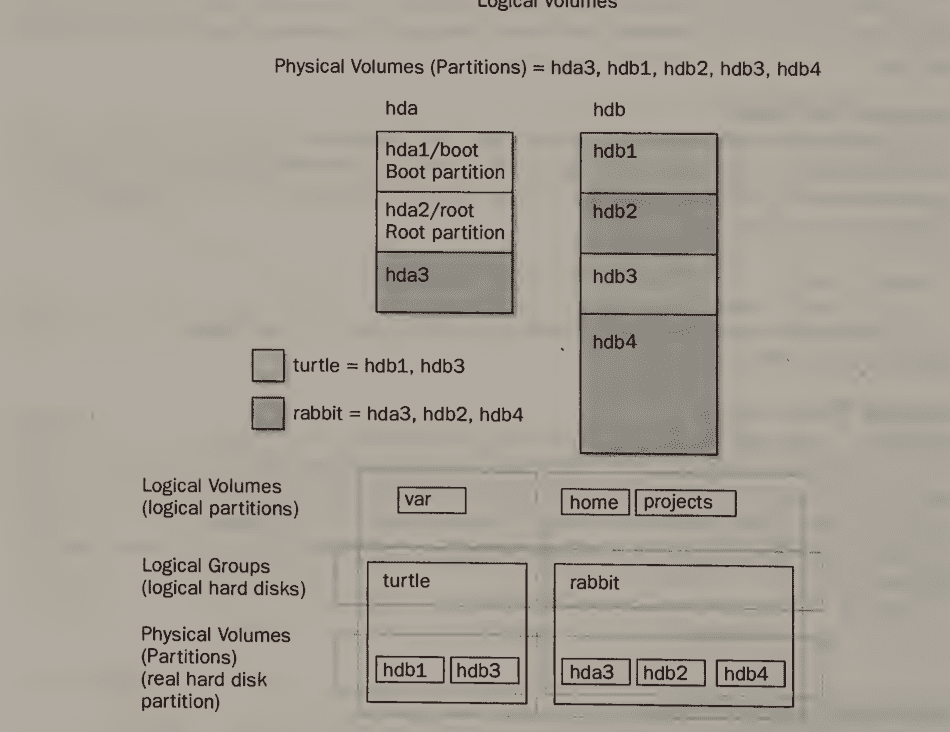 Logical Volumes
Physical Volumes (Partitions) = hda3, hdb1, hdb2, hdb3, hdb4
hda
hdb
hda1/boot
Boot partition
hda2/root
Root partition
hda3
hdb1
hdb2
hdb3
hdb4
turtle = hdb1, hdb3
rabbit = hda3, hdb2, hdb4
Logical Volumes
(logical partitions)
var
home
projects
Logical Groups
(logical hard disks)
turtle
rabbit
Physical Volumes
(Partitions)
(real hard disk
partition)
hdb1
hdb3
hda3
hdb2
hdb4